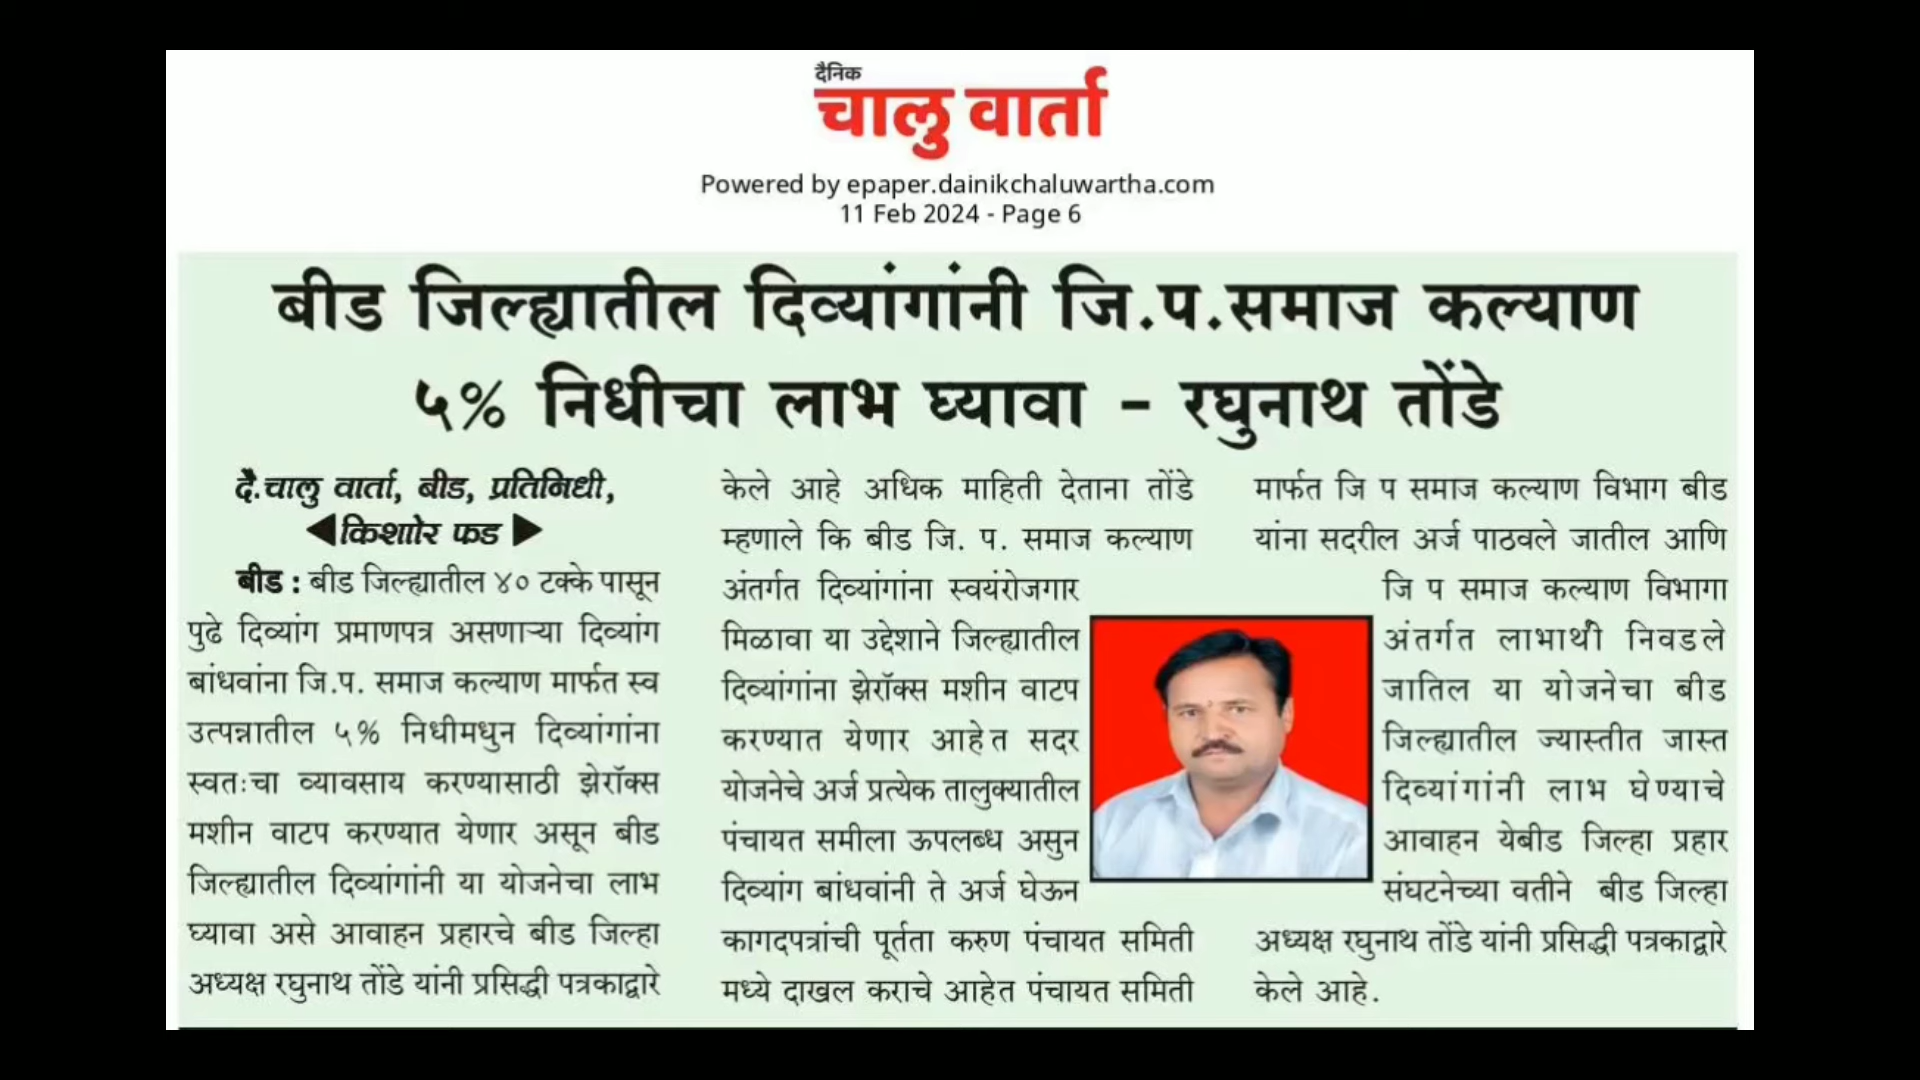 दैनिक
चालु वार्ता
Powered by epaper.dainikchaluwartha.com
11 Feb 2024 - Page 6
बीड जिल्ह्यातील दिव्यांगांनी जि.प.समाज कल्याण
५% निधीचा लाभ घ्यावा - रघुनाथ तोंडे
दै.चालु वार्ता, बीड, प्रतिनिधी,
किशोर फड
बीड : बीड जिल्ह्यातील ४० टक्के पासून
पुढे दिव्यांग प्रमाणपत्र असणाऱ्या दिव्यांग
बांधवांना जि.प. समाज कल्याण मार्फत स्व
उत्पन्नातील ५% निधीमधुन दिव्यांगांना
स्वतःचा व्यावसाय करण्यासाठी झेरॉक्स
मशीन वाटप करण्यात येणार असून बीड
जिल्ह्यातील दिव्यांगांनी या योजनेचा लाभ
घ्यावा असे आवाहन प्रहारचे बीड जिल्हा
अध्यक्ष रघुनाथ तोंडे यांनी प्रसिद्धी पत्रकाद्वारे
केले आहे अधिक माहिती देताना तोंडे
म्हणाले कि बीड जि. प. समाज कल्याण
अंतर्गत दिव्यांगांना स्वयंरोजगार
मिळावा या उद्देशाने जिल्ह्यातील
दिव्यांगांना झेरॉक्स मशीन वाटप
करण्यात येणार आहेत सदर
योजनेचे अर्ज प्रत्येक तालुक्यातील
पंचायत समीला ऊपलब्ध असुन
दिव्यांग बांधवांनी ते अर्ज घेऊन
कागदपत्रांची पूर्तता करुण पंचायत समिती
मध्ये दाखल कराचे आहेत पंचायत समिती
मार्फत जि प समाज कल्याण विभाग बीड
यांना सदरील अर्ज पाठवले जातील आणि
जि प समाज कल्याण विभागा
अंतर्गत लाभार्थी निवडले
जातिल या योजनेचा बीड
जिल्ह्यातील ज्यास्तीत जास्त
दिव्यांगांनी लाभ घेण्याचे
आवाहन येबीड जिल्हा प्रहार
संघटनेच्या वतीने बीड जिल्हा
अध्यक्ष रघुनाथ तोंडे यांनी प्रसिद्धी पत्रकाद्वारे
केले आहे.